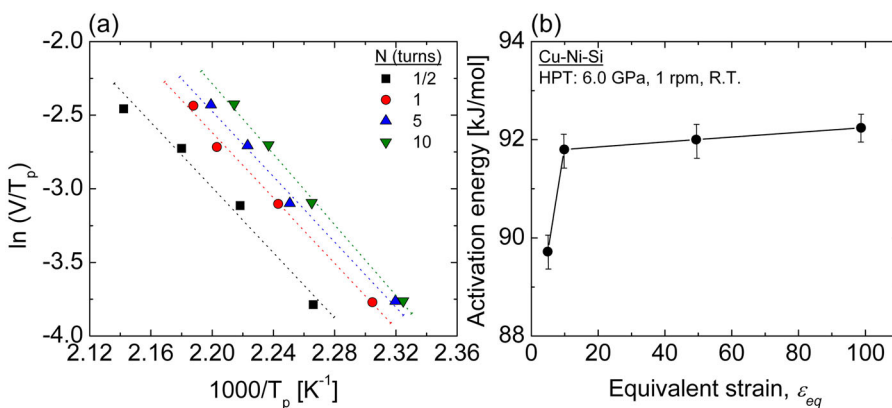 (a)
-2.0
-2.5
-3.0
-3.5
-4.0
ln (V/Tp)
N (turns)
1/2
1
5
10
2.12 2.16 2.20 2.24 2.28 2.32 2.36
1000/Tp [K-1]
(b)
94
92
90
88
Activation energy [kJ/mol]
Cu-Ni-Si
HPT: 6.0 GPa, 1 rpm, R.T.
0 20 40 60 80 100
Equivalent strain, εeq